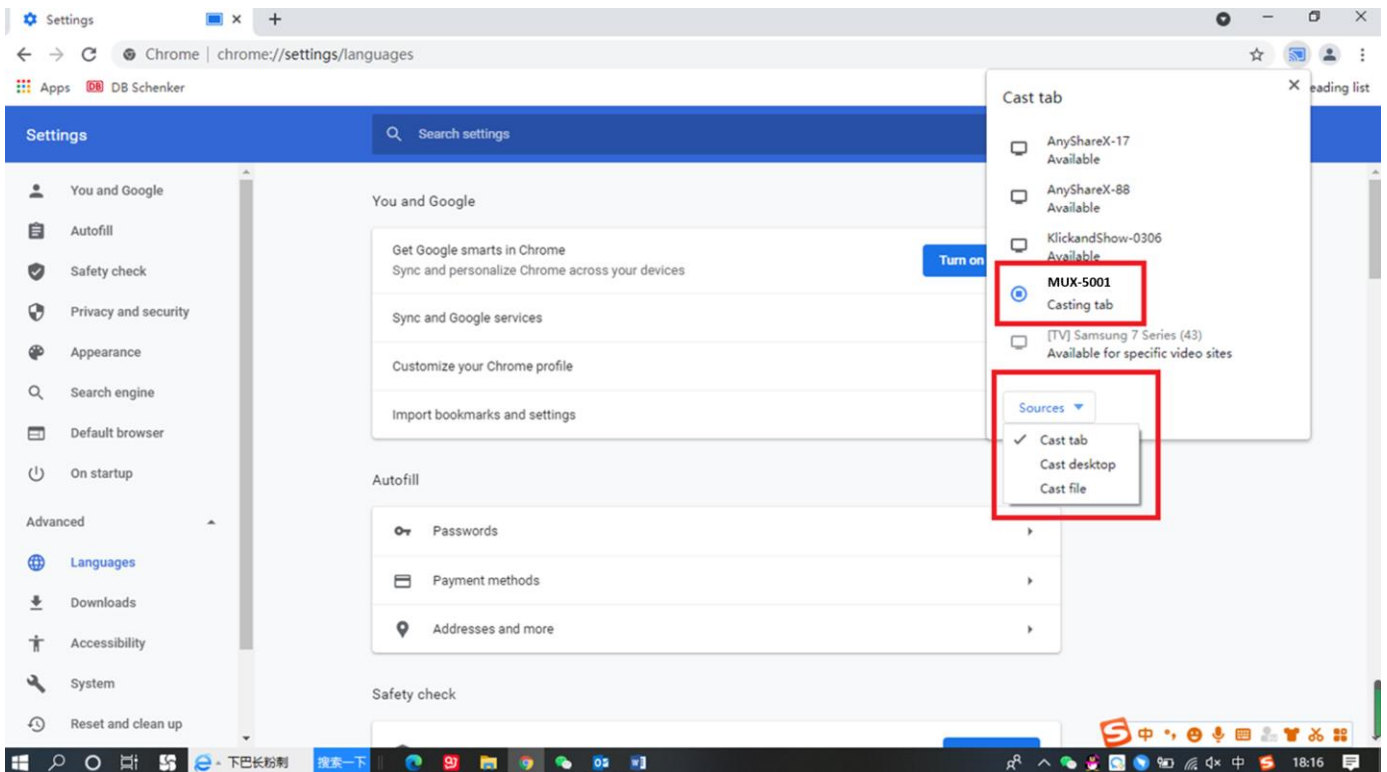 Settings
Chrome | chrome://settings/languages
Apps
DB
DB Schenker
eading list
Settings
Search settings
You and Google
Autofill
Safety check
Privacy and security
Appearance
Search engine
Default browser
On startup
Advanced
Languages
Downloads
Accessibility
System
Reset and clean up
You and Google
Get Google smarts in Chrome
Sync and personalize Chrome across your devices
Turn on
Sync and Google services
Customize your Chrome profile
Import bookmarks and settings
Autofill
Passwords
Payment methods
Addresses and more
Safety check
Cast tab
AnyShareX-17
Available
AnyShareX-88
Available
KlickandShow-0306
Available
MUX-5001
Casting tab
[TV] Samsung 7 Series (43)
Available for specific video sites
Sources
Cast tab
Cast desktop
Cast file
中
下巴长粉刺
搜索一下
中
18:16